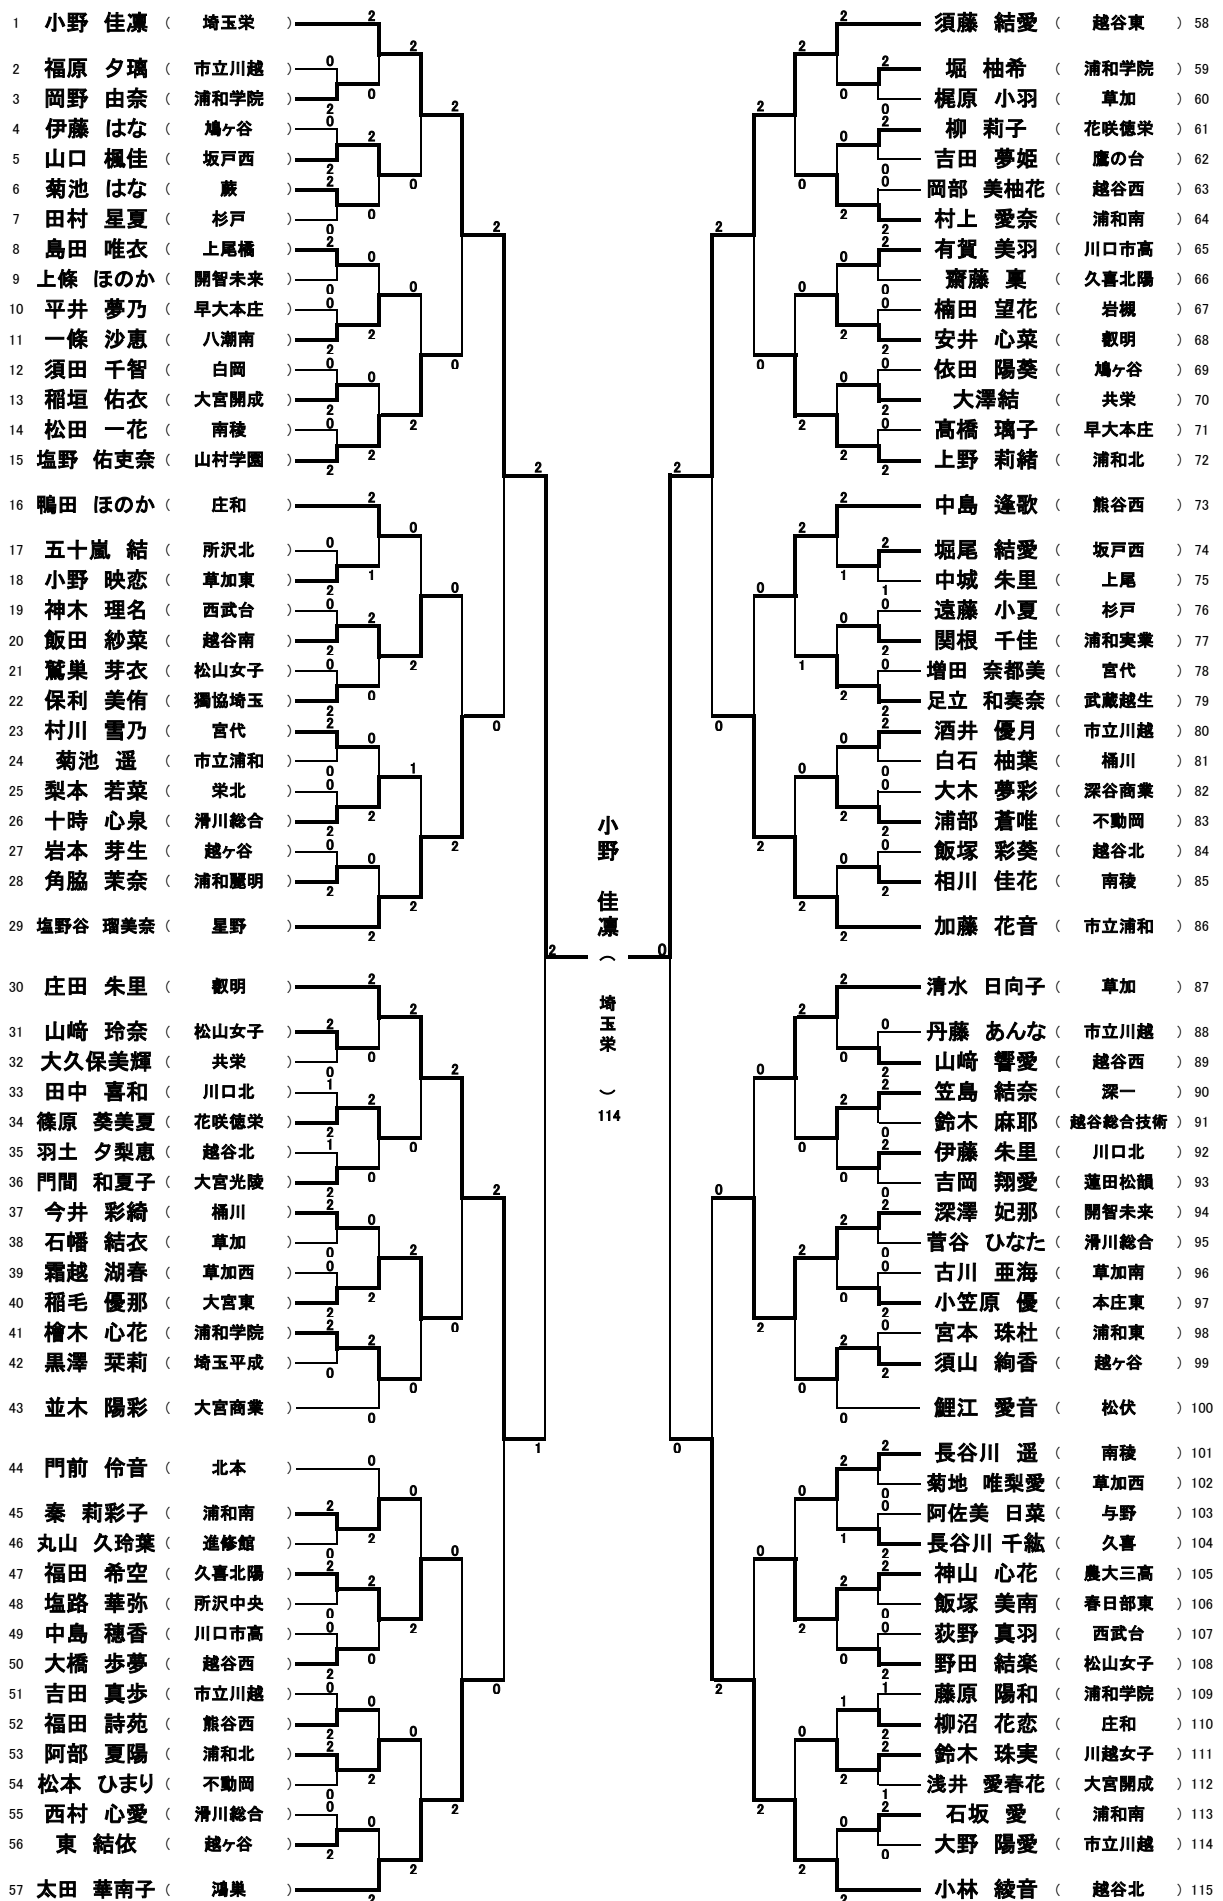 1 小野 佳凛 （ 埼玉栄 ）
2 福原 夕璃 （ 市立川越 ）
3 岡野 由奈 （ 浦和学院 ）
4 伊藤 はな （ 鳩ヶ谷 ）
5 山口 楓佳 （ 坂戸西 ）
6 菊池 はな （ 蕨 ）
7 田村 星夏 （ 杉戸 ）
8 島田 唯衣 （ 上尾橘 ）
9 上條 ほのか （ 開智未来 ）
10 平井 夢乃 （ 早大本庄 ）
11 一條 沙恵 （ 八潮南 ）
12 須田 千智 （ 白岡 ）
13 稲垣 佑衣 （ 大宮開成 ）
14 松田 一花 （ 南稜 ）
15 塩野 佑吏奈 （ 山村学園 ）
16 鴨田 ほのか （ 庄和 ）
17 五十嵐 結 （ 所沢北 ）
18 小野 映恋 （ 草加東 ）
19 神木 理名 （ 西武台 ）
20 飯田 紗菜 （ 越谷南 ）
21 鷲巣 芽衣 （ 松山女子 ）
22 保利 美侑 （ 獨協埼玉 ）
23 村川 雪乃 （ 宮代 ）
24 菊池 遥 （ 市立浦和 ）
25 梨本 若菜 （ 栄北 ）
26 十時 心泉 （ 滑川総合 ）
27 岩本 芽生 （ 越ヶ谷 ）
28 角脇 茉奈 （ 浦和麗明 ）
29 塩野谷 瑠美奈 （ 星野 ）
30 庄田 朱里 （ 叡明 ）
31 山﨑 玲奈 （ 松山女子 ）
32 大久保美輝 （ 共栄 ）
33 田中 喜和 （ 川口北 ）
34 篠原 葵美夏 （ 花咲徳栄 ）
35 羽土 夕梨恵 （ 越谷北 ）
36 門間 和夏子 （ 大宮光陵 ）
37 今井 彩綺 （ 桶川 ）
38 石幡 結衣 （ 草加 ）
39 霜越 湖春 （ 草加西 ）
40 稲毛 優那 （ 大宮東 ）
41 檜木 心花 （ 浦和学院 ）
42 黒澤 栞莉 （ 埼玉平成 ）
43 並木 陽彩 （ 大宮商業 ）
44 門前 伶音 （ 北本 ）
45 秦 莉彩子 （ 浦和南 ）
46 丸山 久玲葉 （ 進修館 ）
47 福田 希空 （ 久喜北陽 ）
48 塩路 華弥 （ 所沢中央 ）
49 中島 穂香 （ 川口市高 ）
50 大橋 歩夢 （ 越谷西 ）
51 吉田 真歩 （ 市立川越 ）
52 福田 詩苑 （ 熊谷西 ）
53 阿部 夏陽 （ 浦和北 ）
54 松本 ひまり （ 不動岡 ）
55 西村 心愛 （ 滑川総合 ）
56 東 結依 （ 越ヶ谷 ）
57 太田 華南子 （ 鴻巣 ）
小野 佳凛 （ 埼玉栄 ）
114
須藤 結愛 （ 越谷東 ） 58
堀 柚希 （ 浦和学院 ） 59
梶原 小羽 （ 草加 ） 60
柳 莉子 （ 花咲徳栄 ） 61
吉田 夢姫 （ 鷹の台 ） 62
岡部 美柚花 （ 越谷西 ） 63
村上 愛奈 （ 浦和南 ） 64
有賀 美羽 （ 川口市高 ） 65
齋藤 稟 （ 久喜北陽 ） 66
楠田 望花 （ 岩槻 ） 67
安井 心菜 （ 叡明 ） 68
依田 陽葵 （ 鳩ヶ谷 ） 69
大澤結 （ 共栄 ） 70
髙橋 璃子 （ 早大本庄 ） 71
上野 莉緒 （ 浦和北 ） 72
中島 逢歌 （ 熊谷西 ） 73
堀尾 結愛 （ 坂戸西 ） 74
中城 朱里 （ 上尾 ） 75
遠藤 小夏 （ 杉戸 ） 76
関根 千佳 （ 浦和実業 ） 77
増田 奈都美 （ 宮代 ） 78
足立 和奏奈 （ 武蔵越生 ） 79
酒井 優月 （ 市立川越 ） 80
白石 柚葉 （ 桶川 ） 81
大木 夢彩 （ 深谷商業 ） 82
浦部 蒼唯 （ 不動岡 ） 83
飯塚 彩葵 （ 越谷北 ） 84
相川 佳花 （ 南稜 ） 85
加藤 花音 （ 市立浦和 ） 86
清水 日向子 （ 草加 ） 87
丹藤 あんな （ 市立川越 ） 88
山﨑 響愛 （ 越谷西 ） 89
笠島 結奈 （ 深一 ） 90
鈴木 麻耶 （ 越谷総合技術 ） 91
伊藤 朱里 （ 川口北 ） 92
吉岡 翔愛 （ 蓮田松韻 ） 93
深澤 妃那 （ 開智未来 ） 94
菅谷 ひなた （ 滑川総合 ） 95
古川 亜海 （ 草加南 ） 96
小笠原 優 （ 本庄東 ） 97
宮本 珠杜 （ 浦和東 ） 98
須山 絢香 （ 越ヶ谷 ） 99
鯉江 愛音 （ 松伏 ） 100
長谷川 遥 （ 南稜 ） 101
菊地 唯梨愛 （ 草加西 ） 102
阿佐美 日菜 （ 与野 ） 103
長谷川 千紘 （ 久喜 ） 104
神山 心花 （ 農大三高 ） 105
飯塚 美南 （ 春日部東 ） 106
荻野 真羽 （ 西武台 ） 107
野田 結楽 （ 松山女子 ） 108
藤原 陽和 （ 浦和学院 ） 109
柳沼 花恋 （ 庄和 ） 110
鈴木 珠実 （ 川越女子 ） 111
浅井 愛春花 （ 大宮開成 ） 112
石坂 愛 （ 浦和南 ） 113
大野 陽愛 （ 市立川越 ） 114
小林 綾音 （ 越谷北 ） 115